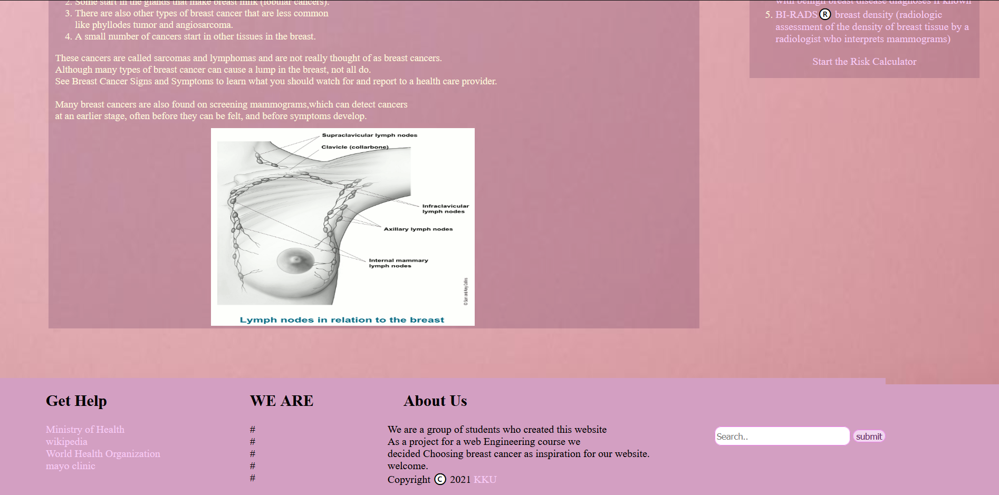 2. Some start in the glands that make breast milk (lobular cancers).
3. There are also other types of breast cancer that are less common
like phyllodes tumor and angiosarcoma.
4. A small number of cancers start in other tissues in the breast.
These cancers are called sarcomas and lymphomas and are not really thought of as breast cancers.
Although many types of breast cancer can cause a lump in the breast, not all do.
See Breast Cancer Signs and Symptoms to learn what you should watch for and report to a health care provider.
Many breast cancers are also found on screening mammograms,which can detect cancers
at an earlier stage, often before they can be felt, and before symptoms develop.
Supraclavicular lymph nodes
Clavicle (collarbone)
Infraclavicular
lymph nodes
Axillary lymph nodes
Internal mammary
lymph nodes
© Sam and Amy Collins
Lymph nodes in relation to the breast
with benign breast disease diagnoses if known
5. BI-RADS® breast density (radiologic
assessment of the density of breast tissue by a
radiologist who interprets mammograms)
Start the Risk Calculator
Get Help
Ministry of Health
wikipedia
World Health Organization
mayo clinic
WE ARE
#
#
#
#
#
About Us
We are a group of students who created this website
As a project for a web Engineering course we
decided Choosing breast cancer as inspiration for our website.
welcome.
Copyright © 2021 KKU
Search..
submit